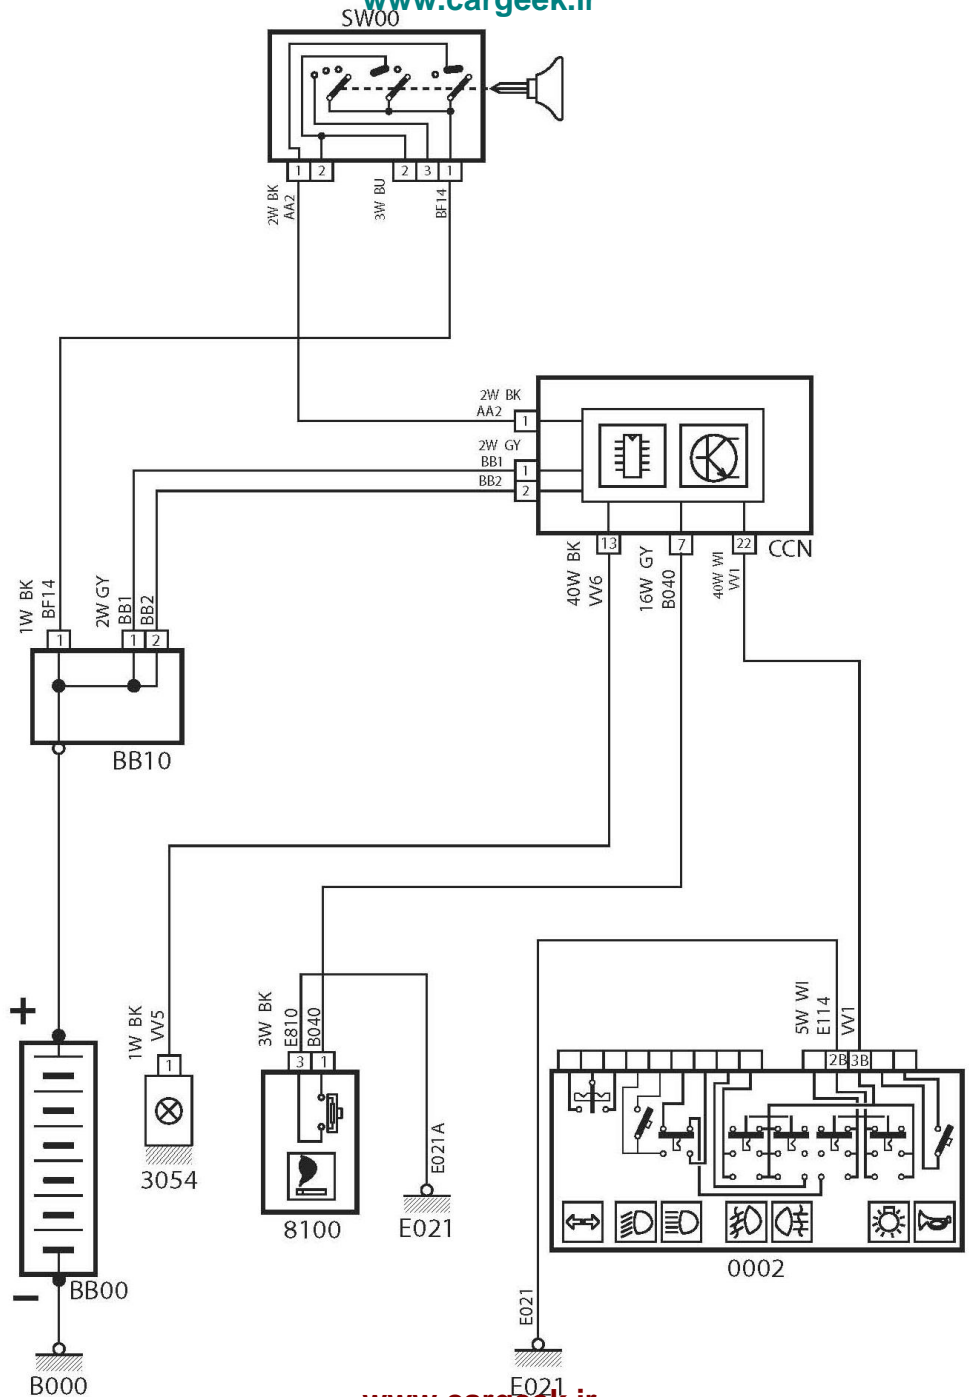 www.cargeek.ir
SW00
1 2 2 3 1
2W BK
AA2
3W BU
BF14
2W BK
AA2
1
2W GY
BB1
1
BB2
2
13 7 22
CCN
40W BK
VV6
16W GY
B040
40W WI
VV1
1W BK
BF14
2W GY
BB1
BB2
1 1 2
BB10
+
1W BK
VV5
1
3054
3W BK
E810
B040
3 1
8100
E021A
E021
5W WI
E114
VV1
2B 3B
0002
BB00
−
B000
E021
E021
www.cargeek.ir